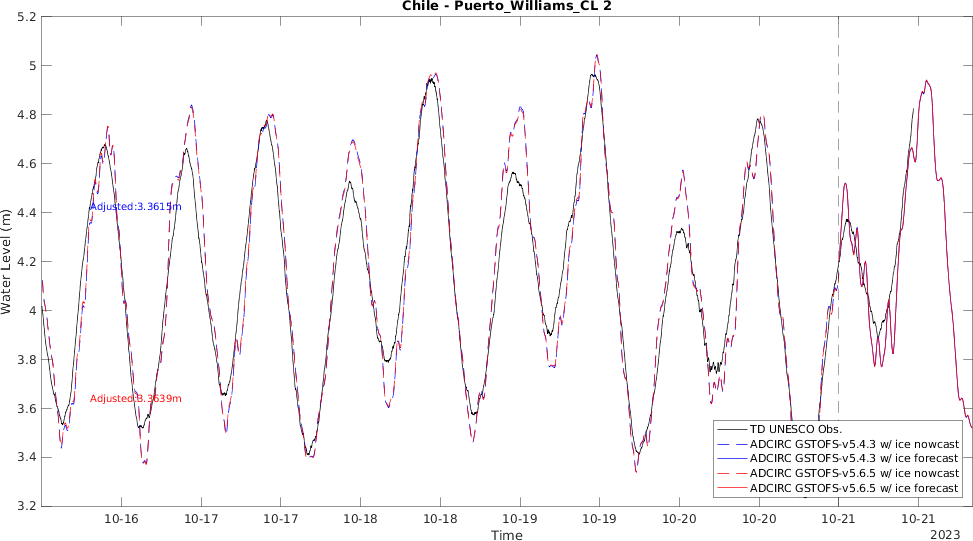 Chile - Puerto_Williams_CL 2
5.2
5
4.8
4.6
4.4
4.2
4
3.8
3.6
3.4
3.2
Water Level (m)
Adjusted:3.3615m
Adjusted:3.3639m
TD UNESCO Obs.
ADCIRC GSTOFS-v5.4.3 w/ ice nowcast
ADCIRC GSTOFS-v5.4.3 w/ ice forecast
ADCIRC GSTOFS-v5.6.5 w/ ice nowcast
ADCIRC GSTOFS-v5.6.5 w/ ice forecast
10-16 10-17 10-17 10-18 10-18 10-19 10-19 10-20 10-20 10-21 10-21
2023
Time